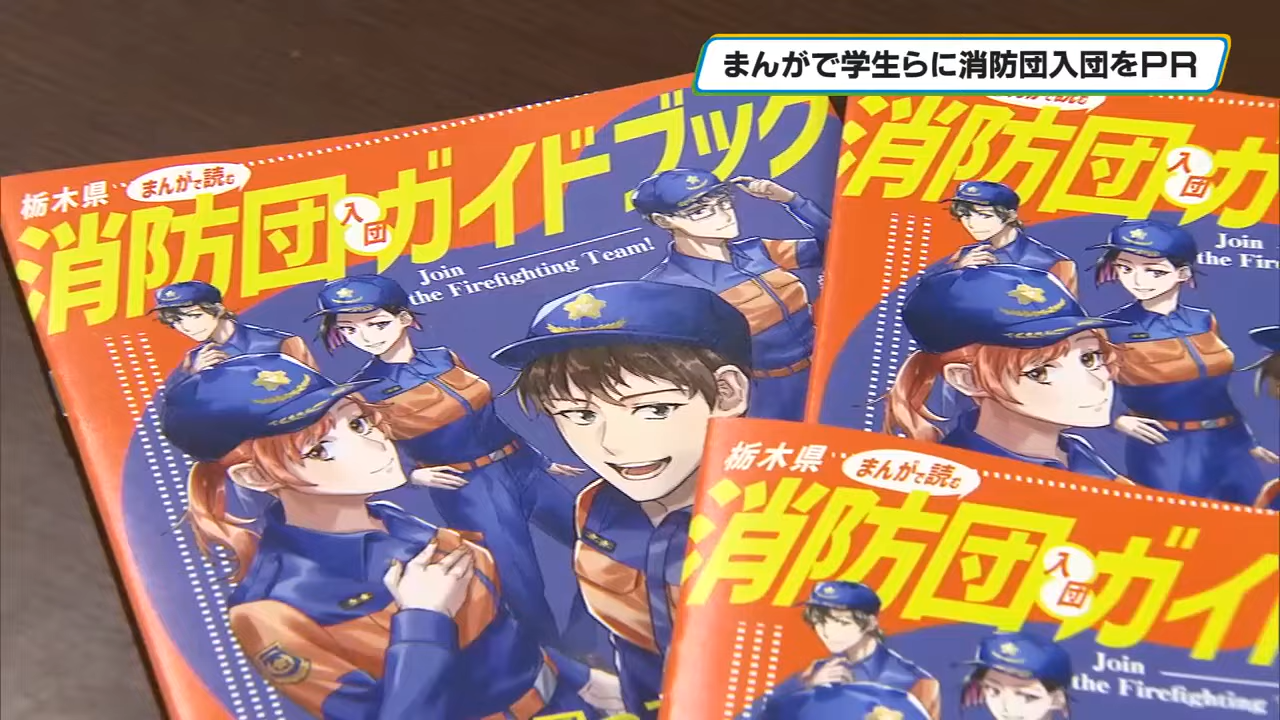 まんがで学生らに消防団入団をPR
栃木県 まんがで読む
消防団入団ガイドブック
Join
the Firefighting Team!
まんがで読む
消防団入団ガ
Join
the Fire
栃木県 まんがで読む
消防団入団ガイ
Join
the Firefighting